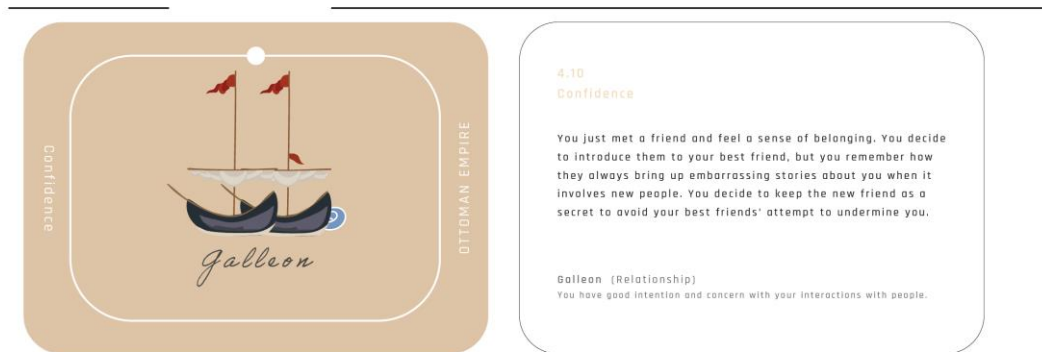 Confidence
OTTOMAN EMPIRE
galleon
4.10
Confidence
You just met a friend and feel a sense of belonging. You decide
to introduce them to your best friend, but you remember how
they always bring up embarrassing stories about you when it
involves new people. You decide to keep the new friend as a
secret to avoid your best friends' attempt to undermine you.
Galleon (Relationship)
You have good intention and concern with your interactions with people.